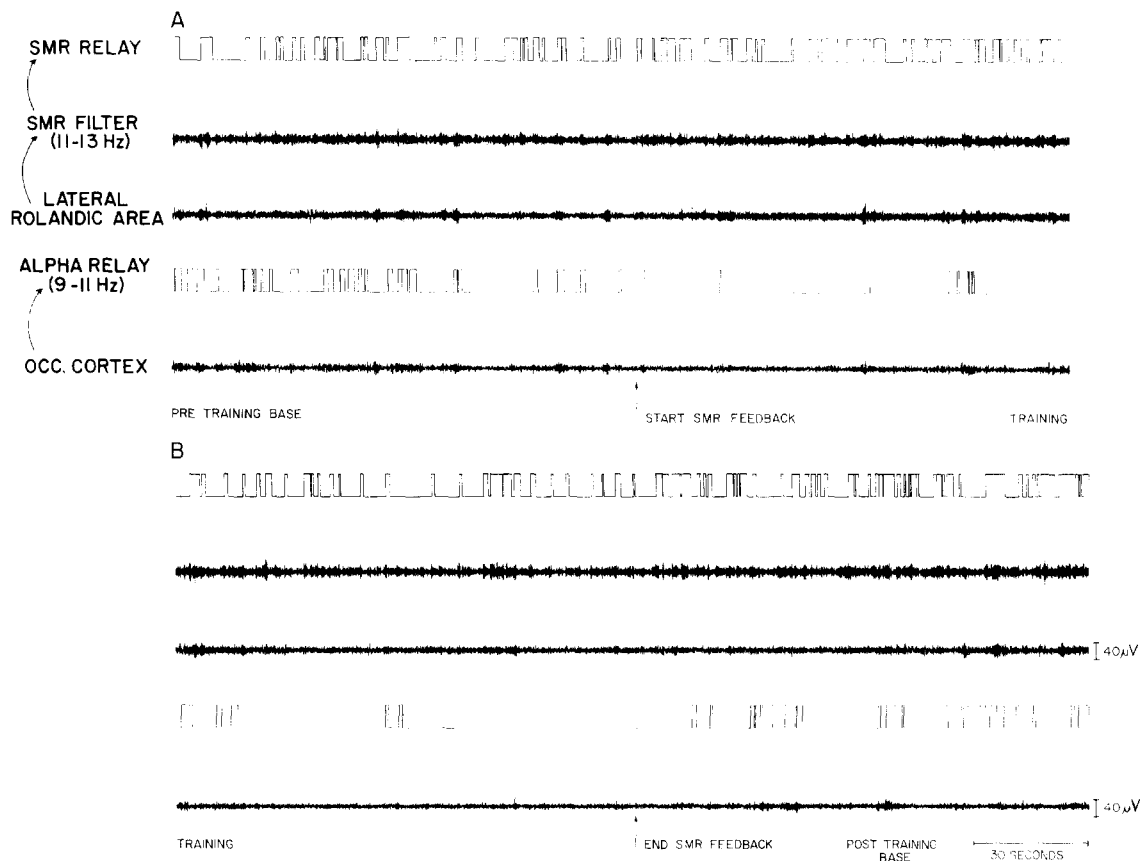 A
SMR RELAY
SMR FILTER
(11-13 Hz)
LATERAL
ROLANDIC AREA
ALPHA RELAY
(9-11 Hz)
OCC. CORTEX
PRE TRAINING BASE
START SMR FEEDBACK
TRAINING
B
40μV
40μV
TRAINING
END SMR FEEDBACK
POST TRAINING
BASE
30 SECONDS